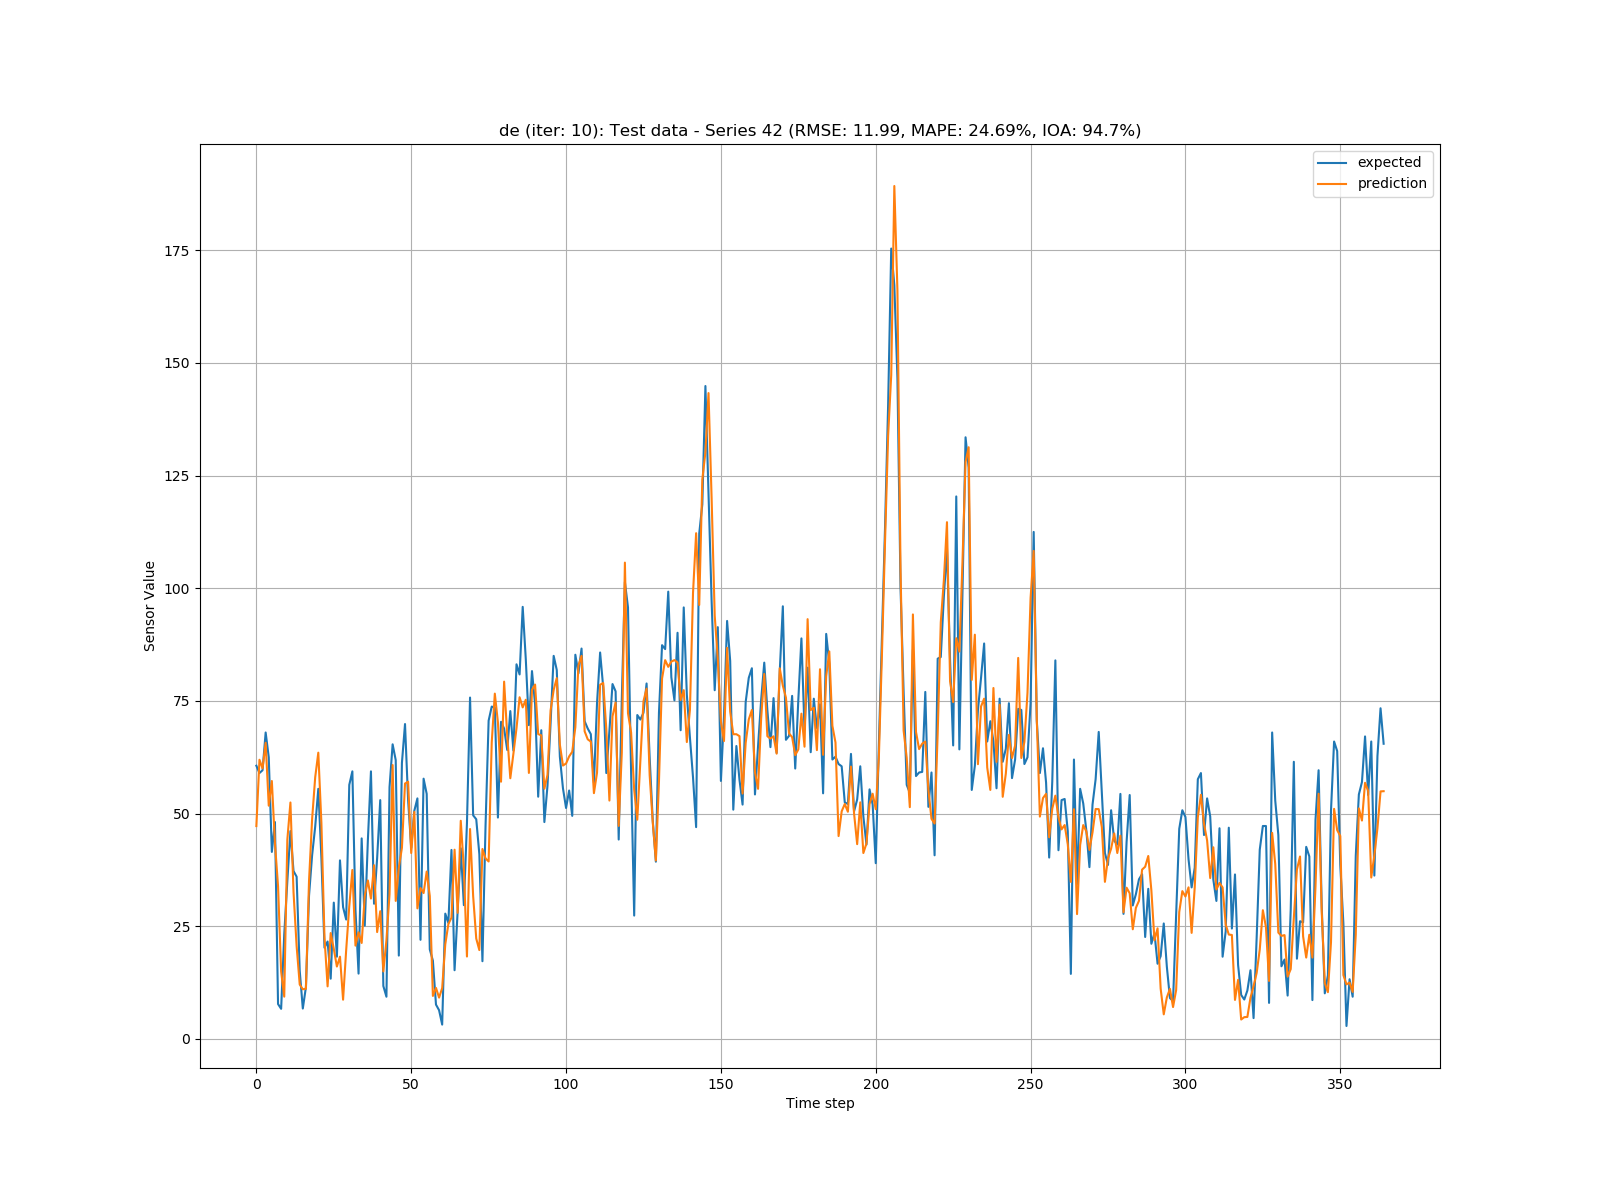 de (iter: 10): Test data - Series 42 (RMSE: 11.99, MAPE: 24.69%, IOA: 94.7%)
expected
prediction
175
150
125
100
75
50
25
0
Sensor Value
0 50 100 150 200 250 300 350
Time step